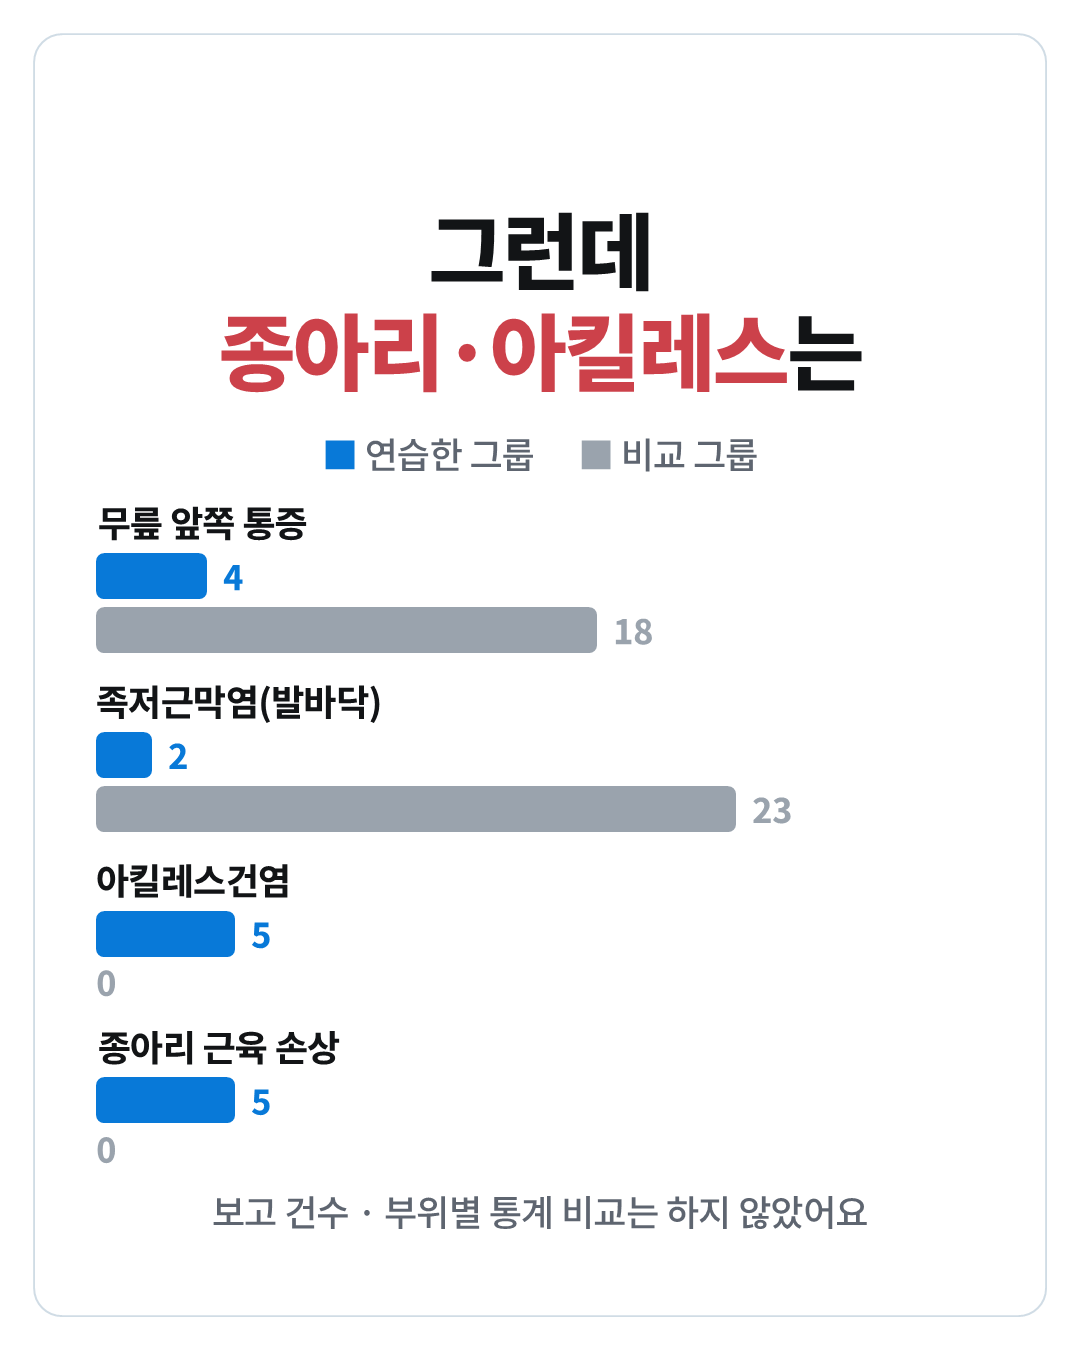 그런데
종아리·아킬레스는
연습한 그룹 비교 그룹
무릎 앞쪽 통증
4
18
족저근막염(발바닥)
2
23
아킬레스건염
5
0
종아리 근육 손상
5
0
보고 건수 · 부위별 통계 비교는 하지 않았어요